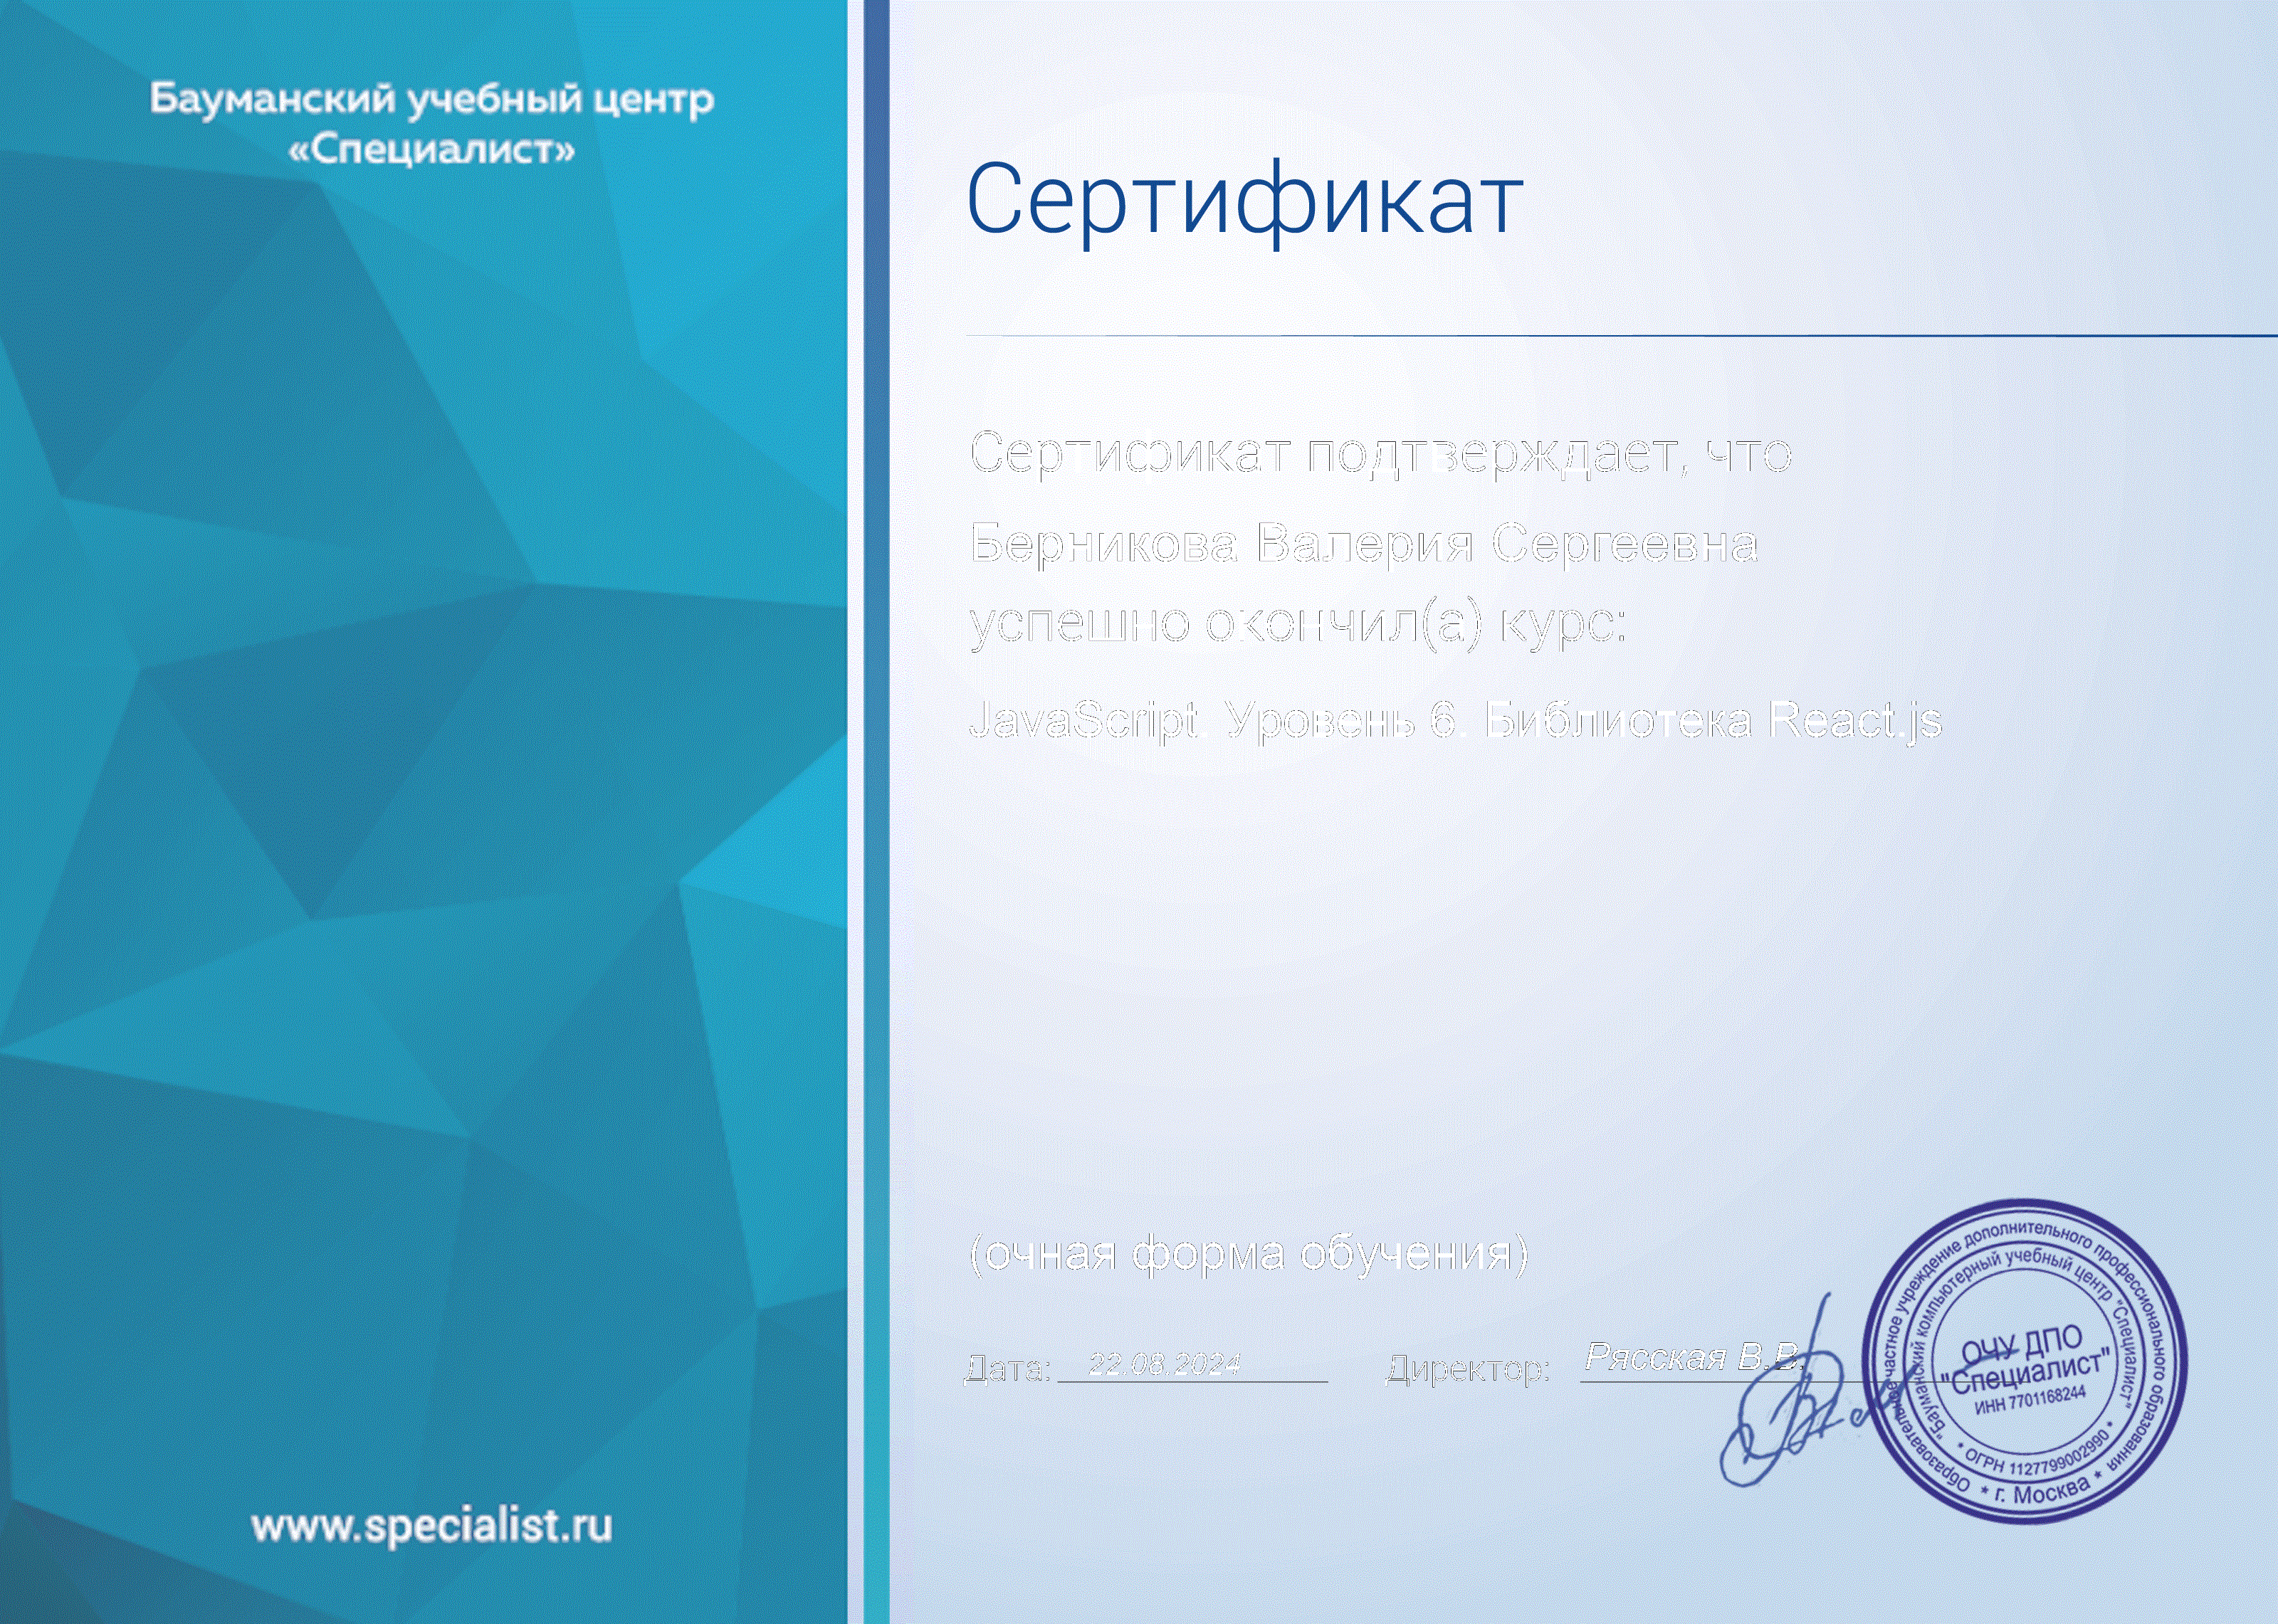 Бауманский учебный центр
«Специалист»
Сертификат
Сертификат подтверждает, что
Берникова Валерия Сергеевна
успешно окончил(а) курс:
JavaScript. Уровень 6. Библиотека React.js
(очная форма обучения)
Дата: 22.08.2024 Директор: Рясская В.В.
Образовательное частное учреждение дополнительного профессионального образования
"Бауманский компьютерный учебный центр "Специалист"
ОЧУ ДПО
"Специалист"
ИНН 7701168244
* ОГРН 1127799002990 *
* г. Москва *
www.specialist.ru